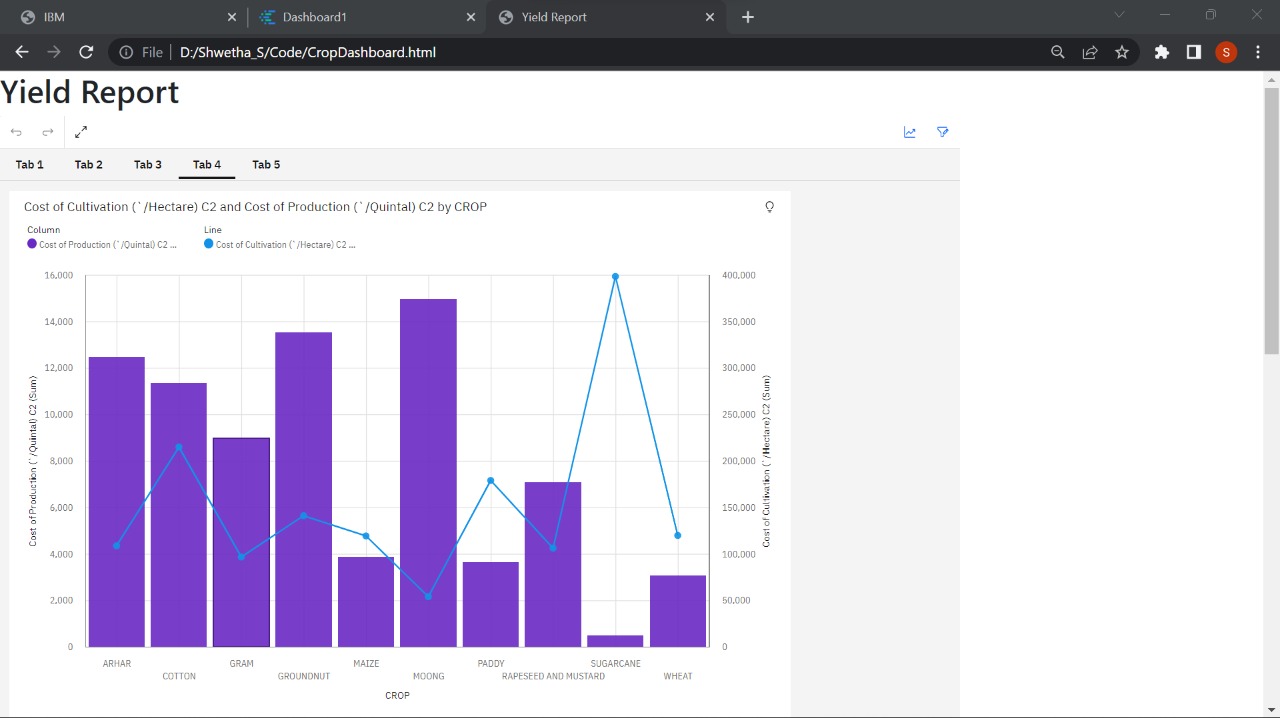 IBM
Dashboard1
Yield Report
File
D:/Shwetha_S/Code/CropDashboard.html
S
Yield Report
Tab 1
Tab 2
Tab 3
Tab 4
Tab 5
Cost of Cultivation (`/Hectare) C2 and Cost of Production (`/Quintal) C2 by CROP
Column
Line
Cost of Production (`/Quintal) C2 ...
Cost of Cultivation (`/Hectare) C2 ...
Cost of Production (`/Quintal) C2 (Sum)
16,000
14,000
12,000
10,000
8,000
6,000
4,000
2,000
0
400,000
350,000
300,000
250,000
200,000
150,000
100,000
50,000
0
Cost of Cultivation (`/Hectare) C2 (Sum)
ARHAR
COTTON
GRAM
GROUNDNUT
MAIZE
MOONG
PADDY
RAPESEED AND MUSTARD
SUGARCANE
WHEAT
CROP